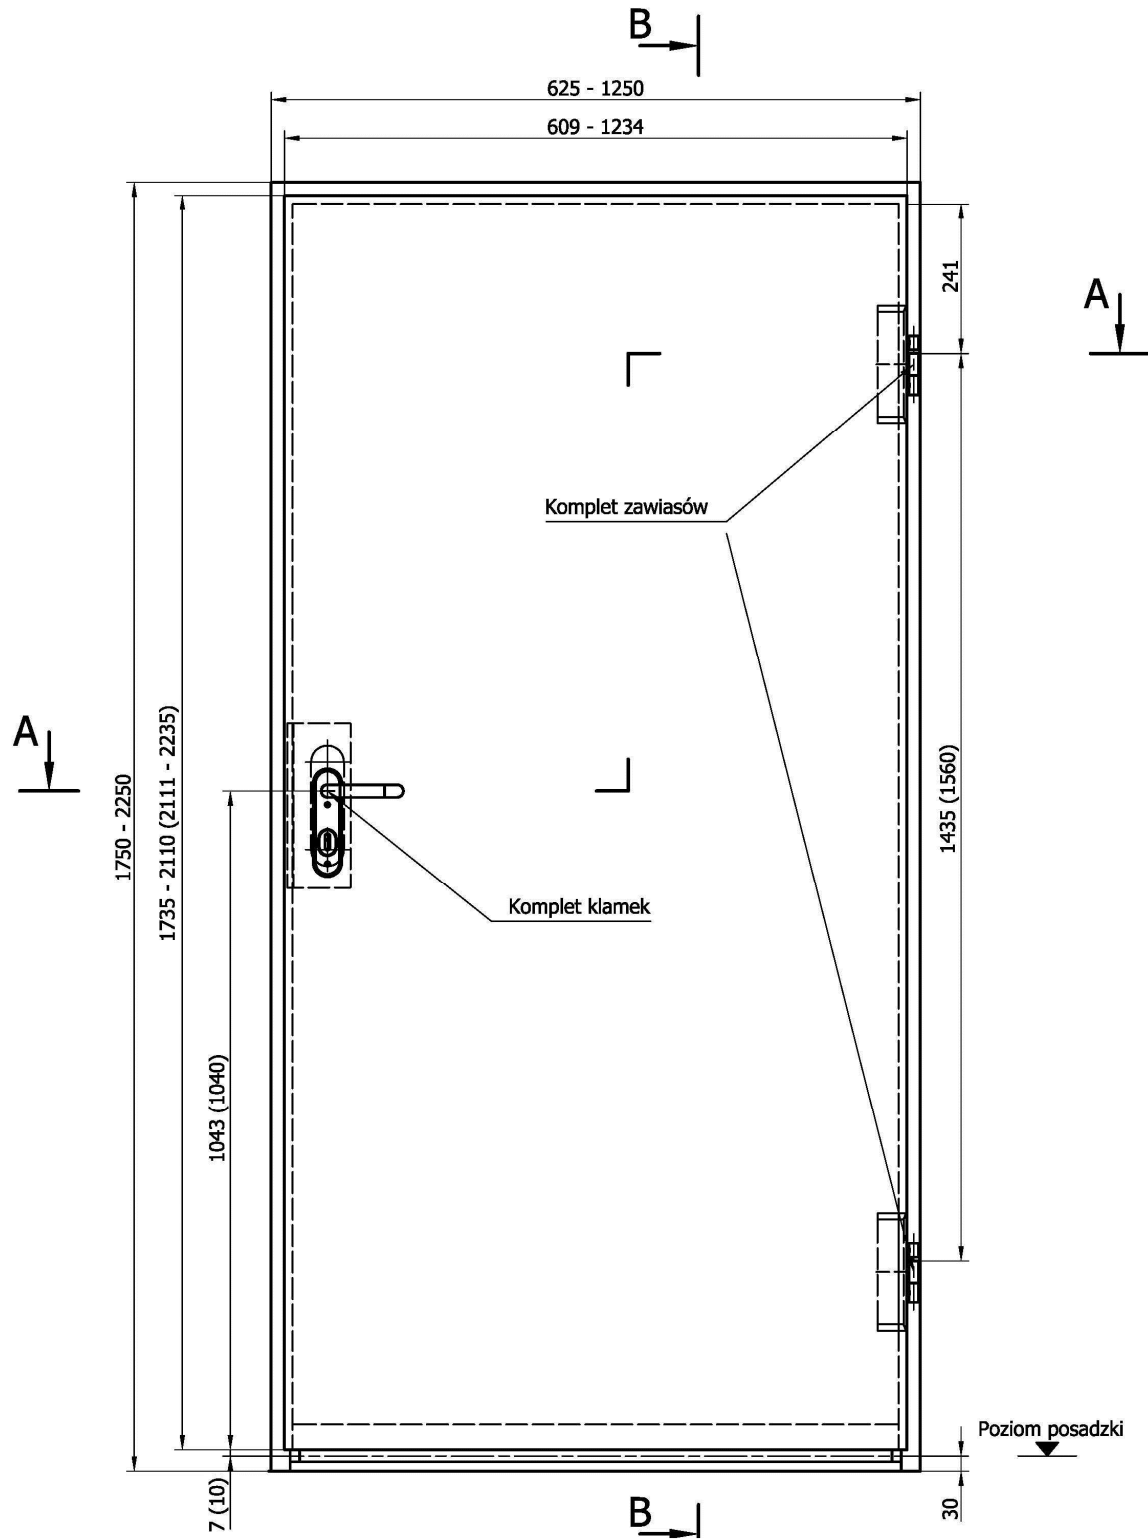 B
625 - 1250
609 - 1234
241
A
Komplet zawiasów
A
1750 - 2250
1735 - 2110 (2111 - 2235)
1435 (1560)
Komplet klamek
1043 (1040)
Poziom posadzki
7 (10)
B
30